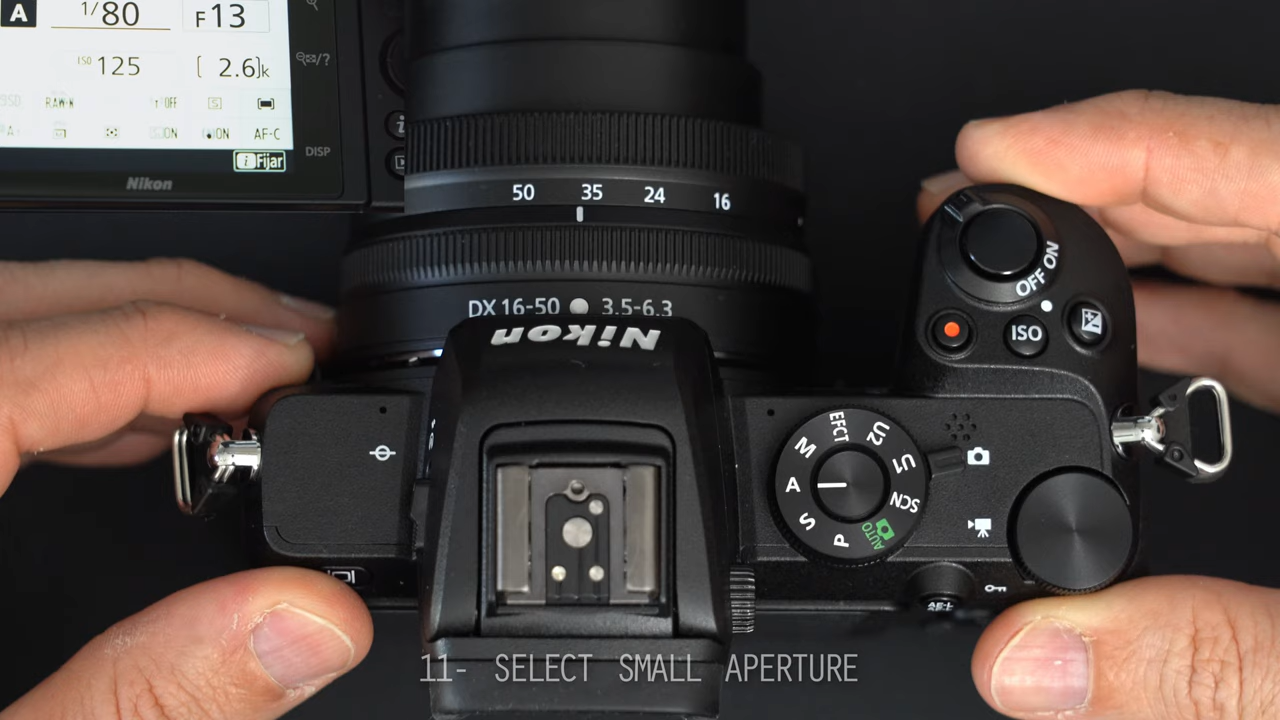 A
1/80
F13
ISO 125
[ 2.6]k
RAW+N
OFF
S
ON
ON
AF-C
i Fijar
DISP
Nikon
50 35 24 16
DX 16-50 3.5-6.3
Nikon
OFF ON
ISO
EFCT
U2
U1
SCN
AUTO
P
S
A
M
AE-L
11- SELECT SMALL APERTURE